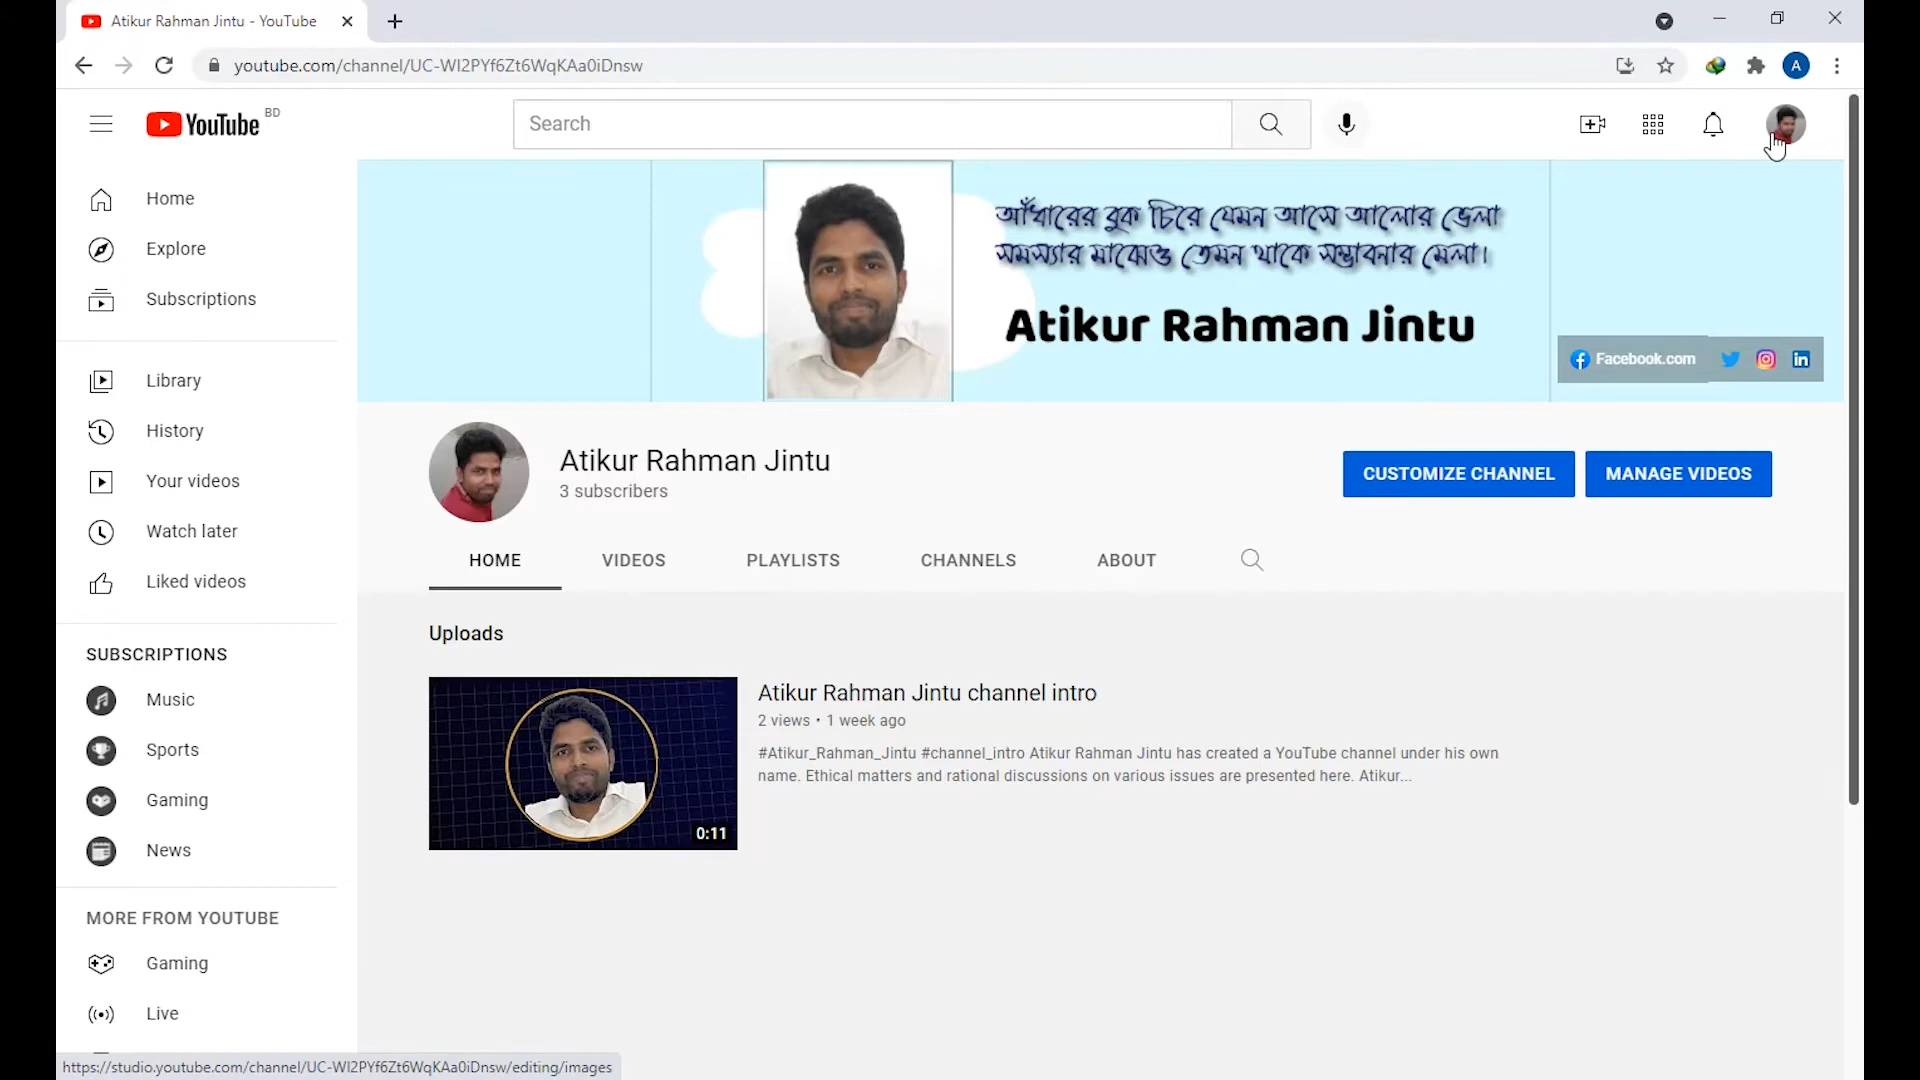 Atikur Rahman Jintu - YouTube
youtube.com/channel/UC-WI2PYf6Zt6WqKAa0iDnsw
A
YouTube BD
Search
Home
Explore
Subscriptions
Library
History
Your videos
Watch later
Liked videos
SUBSCRIPTIONS
Music
Sports
Gaming
News
MORE FROM YOUTUBE
Gaming
Live
আঁধারের বুক চিরে যেমন আসে আলোর ভেলা
সমস্যার মাঝেও তেমন থাকে সম্ভাবনার মেলা।
Atikur Rahman Jintu
Facebook.com
Atikur Rahman Jintu
3 subscribers
CUSTOMIZE CHANNEL
MANAGE VIDEOS
HOME VIDEOS PLAYLISTS CHANNELS ABOUT
Uploads
0:11
Atikur Rahman Jintu channel intro
2 views • 1 week ago
#Atikur_Rahman_Jintu #channel_intro Atikur Rahman Jintu has created a YouTube channel under his own
name. Ethical matters and rational discussions on various issues are presented here. Atikur...
https://studio.youtube.com/channel/UC-WI2PYf6Zt6WqKAa0iDnsw/editing/images